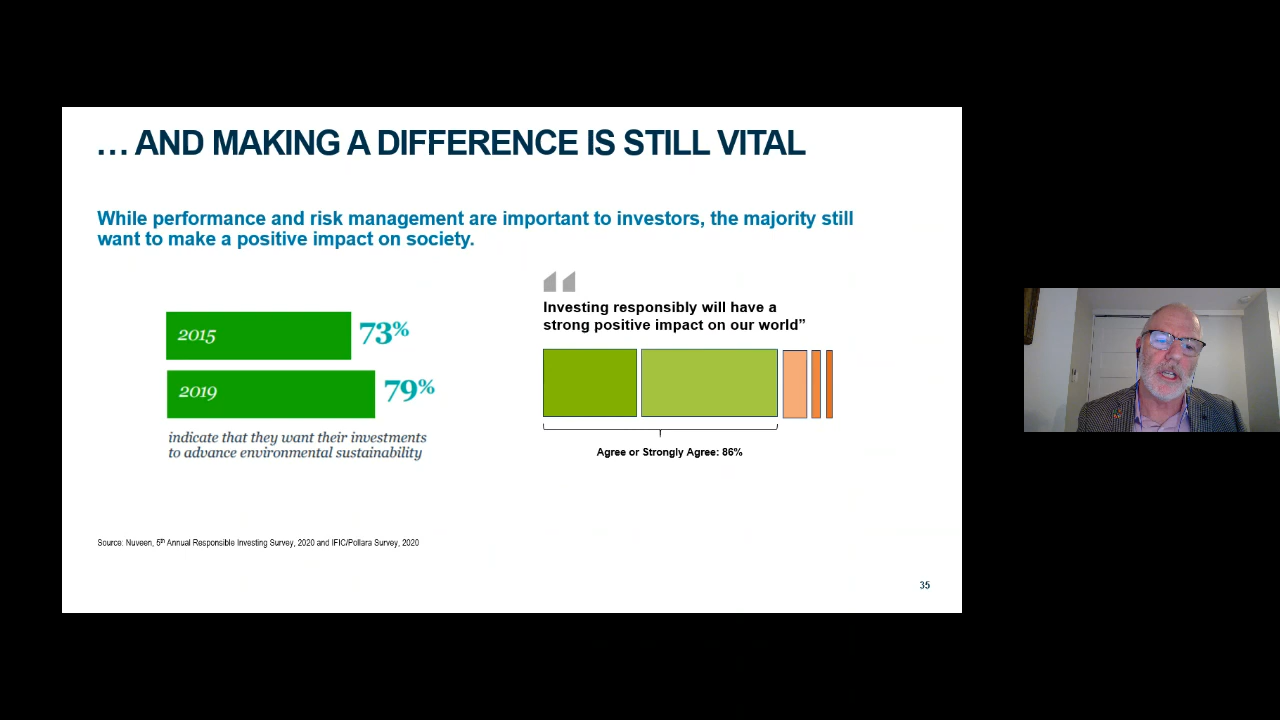 … AND MAKING A DIFFERENCE IS STILL VITAL
While performance and risk management are important to investors, the majority still
want to make a positive impact on society.
2015
73%
2019
79%
indicate that they want their investments
to advance environmental sustainability
Investing responsibly will have a
strong positive impact on our world”
Agree or Strongly Agree: 86%
Source: Nuveen, 5th Annual Responsible Investing Survey, 2020 and IFIC/Pollara Survey, 2020
35